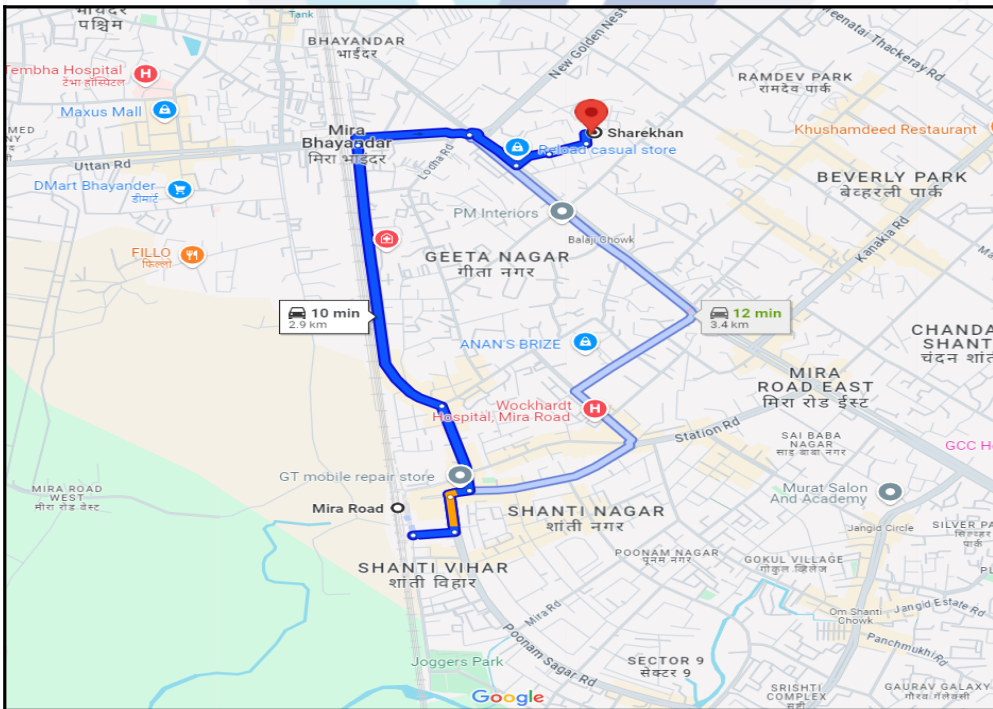 भायंदर
पश्चिम
Tank
BHAYANDAR
भाईंदर
New Golden Nest
Meenatai Thackeray Rd
Tembha Hospital
टेंभा हॉस्पिटल
H
RAMDEV PARK
रामदेव पार्क
Maxus Mall
Mira
Bhayandar
मिरा भाईंदर
Sharekhan
Reload casual store
Khushamdeed Restaurant
Uttan Rd
Lodha Rd
DMart Bhayander
डीमार्ट
BEVERLY PARK
बेव्हरली पार्क
PM Interiors
Balaji Chowk
Kanakia Rd
FILLO
फिल्लो
GEETA NAGAR
गीता नगर
10 min
2.9 km
12 min
3.4 km
ANAN'S BRIZE
CHANDA
SHANT
चंदन शांत
MIRA
ROAD EAST
मिरा रोड ईस्ट
Wockhardt
Hospital, Mira Road
H
Station Rd
SAI BABA
NAGAR
साइ बाबा नगर
GCC H
GT mobile repair store
MIRA ROAD
WEST
मीरा रोड वेस्ट
Mira Road
SHANTI NAGAR
शांती नगर
Murat Salon
And Academy
Jangid Circle
SILVER PA
SHANTI VIHAR
शांती विहार
POONAM NAGAR
पूनम नगर
GOKUL VILLAGE
गोकुळ व्हिलेज
Mira Rd
Om Shanti
Chowk
Jangid Estate Rd
Panchmukhi Rd
Poonam Sagar Rd
Joggers Park
SECTOR 9
सेक्टर 9
SRISHTI
COMPLEX
GAURAV GALAXY
गौरव गॅलेक्सी
Google